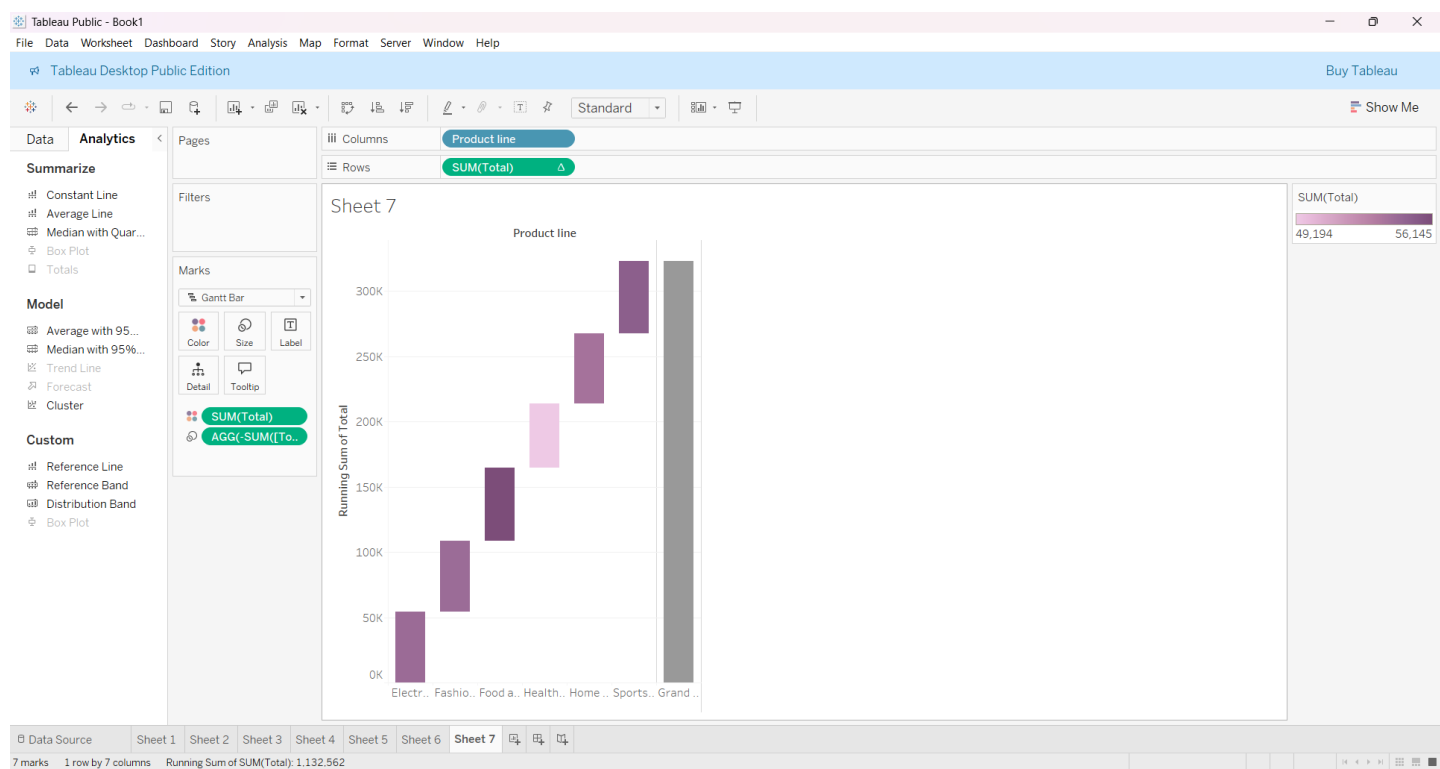 Tableau Public - Book1
File Data Worksheet Dashboard Story Analysis Map Format Server Window Help
Tableau Desktop Public Edition
Buy Tableau
Standard
Show Me
Data
Analytics
Summarize
Constant Line
Average Line
Median with Quar...
Box Plot
Totals
Model
Average with 95...
Median with 95%...
Trend Line
Forecast
Cluster
Custom
Reference Line
Reference Band
Distribution Band
Box Plot
Pages
Filters
Marks
Gantt Bar
Color
Size
Label
Detail
Tooltip
SUM(Total)
AGG(-SUM([To..
Columns
Product line
Rows
SUM(Total)
Sheet 7
Product line
Running Sum of Total
300K
250K
200K
150K
100K
50K
0K
Electr.. Fashio.. Food a.. Health.. Home .. Sports.. Grand ..
SUM(Total)
49,194 56,145
Data Source
Sheet 1 Sheet 2 Sheet 3 Sheet 4 Sheet 5 Sheet 6 Sheet 7
7 marks 1 row by 7 columns Running Sum of SUM(Total): 1,132,562